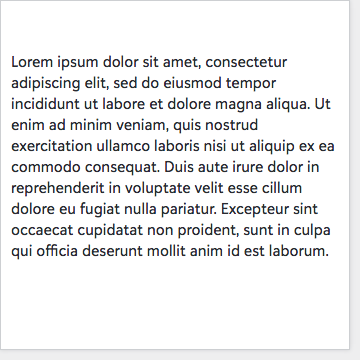 Lorem ipsum dolor sit amet, consectetur
adipiscing elit, sed do eiusmod tempor
incididunt ut labore et dolore magna aliqua. Ut
enim ad minim veniam, quis nostrud
exercitation ullamco laboris nisi ut aliquip ex ea
commodo consequat. Duis aute irure dolor in
reprehenderit in voluptate velit esse cillum
dolore eu fugiat nulla pariatur. Excepteur sint
occaecat cupidatat non proident, sunt in culpa
qui officia deserunt mollit anim id est laborum.